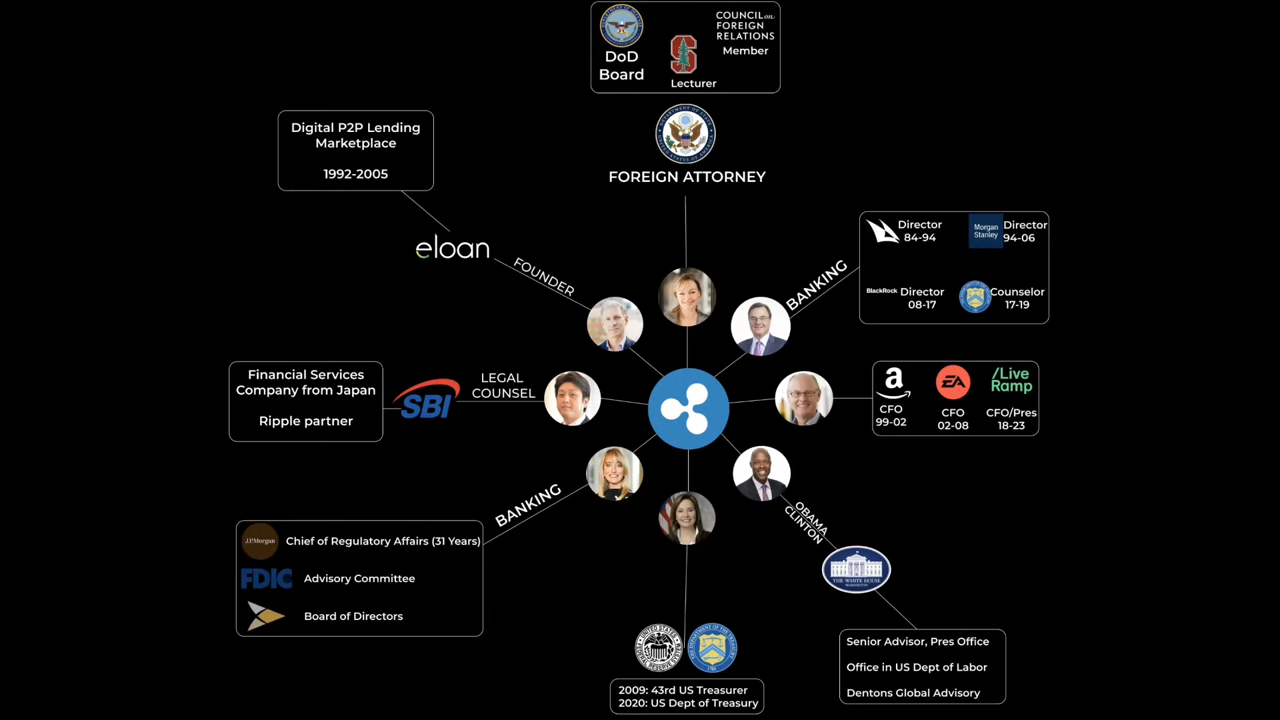 DoD
Board
Lecturer
COUNCIL on
FOREIGN
RELATIONS
Member
FOREIGN ATTORNEY
Digital P2P Lending
Marketplace
1992-2005
eloan
FOUNDER
BANKING
Director
84-94
Morgan
Stanley
Director
94-06
BlackRock
Director
08-17
Counselor
17-19
Financial Services
Company from Japan
Ripple partner
SBI
LEGAL
COUNSEL
a
CFO
99-02
EA
CFO
02-08
/Live
Ramp
CFO/Pres
18-23
BANKING
J.P.Morgan
Chief of Regulatory Affairs (31 Years)
FDIC
Advisory Committee
Board of Directors
OBAMA
CLINTON
THE WHITE HOUSE
WASHINGTON
Senior Advisor, Pres Office
Office in US Dept of Labor
Dentons Global Advisory
2009: 43rd US Treasurer
2020: US Dept of Treasury